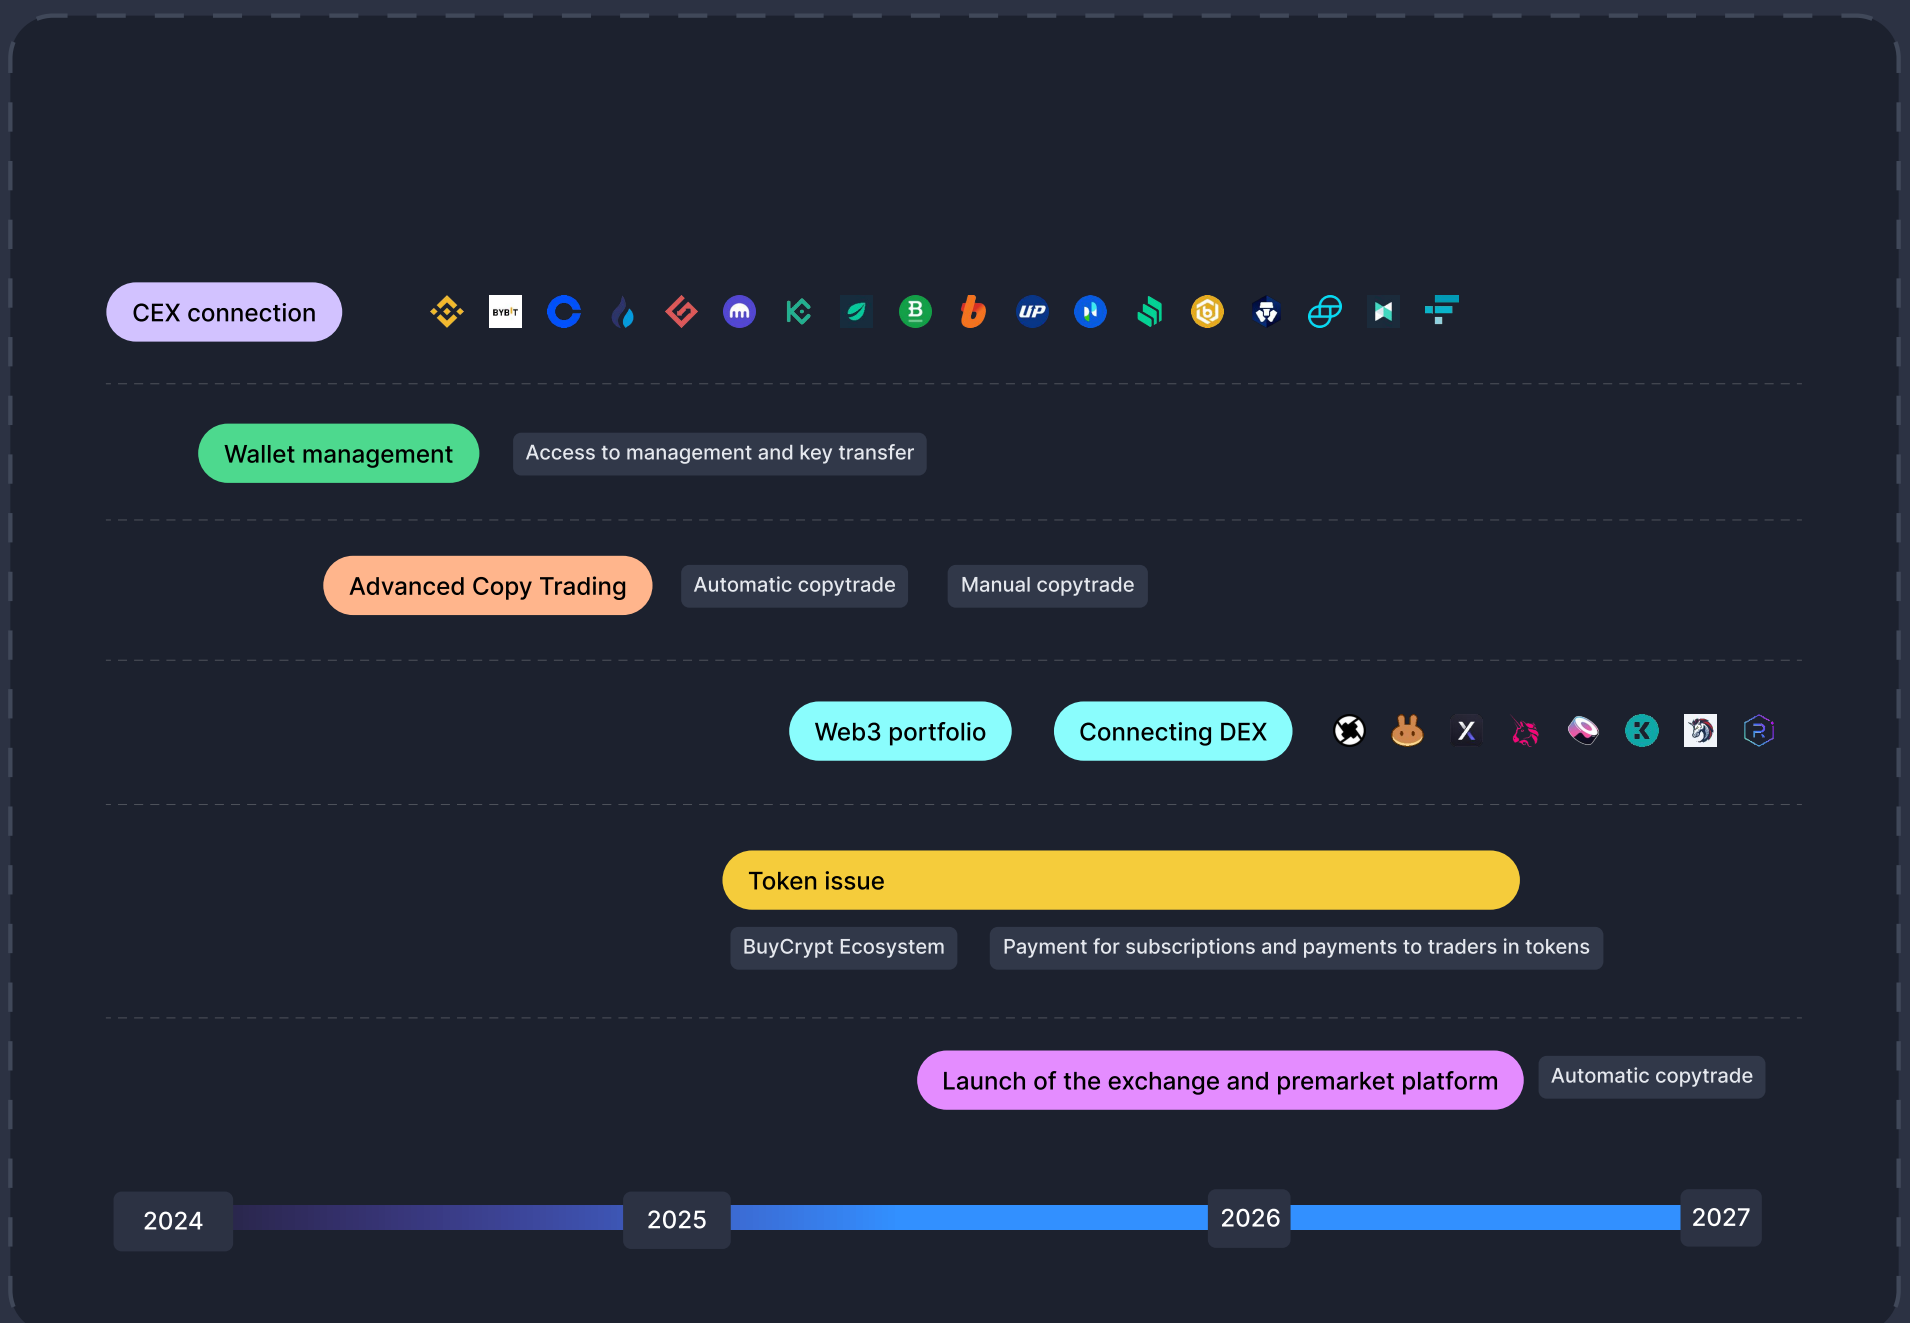 CEX connection
BYBIT
UP
Wallet management
Access to management and key transfer
Advanced Copy Trading
Automatic copytrade
Manual copytrade
Web3 portfolio
Connecting DEX
Token issue
BuyCrypt Ecosystem
Payment for subscriptions and payments to traders in tokens
Launch of the exchange and premarket platform
Automatic copytrade
2024
2025
2026
2027